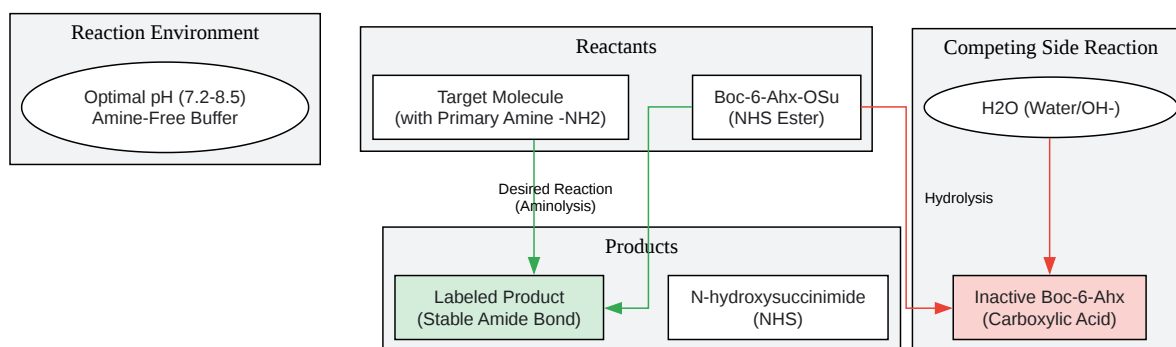 Reaction Environment
Optimal pH (7.2-8.5)
Amine-Free Buffer
Reactants
Target Molecule
(with Primary Amine -NH2)
Boc-6-Ahx-OSu
(NHS Ester)
Competing Side Reaction
H2O (Water/OH-)
Desired Reaction
(Aminolysis)
Hydrolysis
Products
Labeled Product
(Stable Amide Bond)
N-hydroxysuccinimide
(NHS)
Inactive Boc-6-Ahx
(Carboxylic Acid)